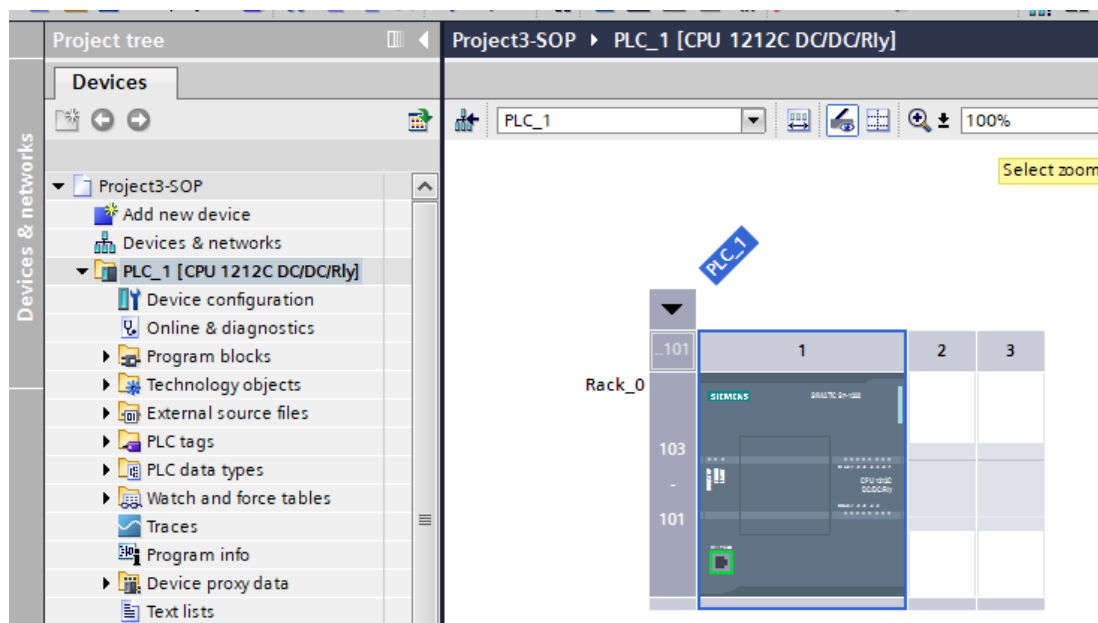 Project tree
Project3-SOP ▸ PLC_1 [CPU 1212C DC/DC/Rly]
Devices
Devices & networks
PLC_1
100%
Select zoom
Project3-SOP
Add new device
Devices & networks
PLC_1 [CPU 1212C DC/DC/Rly]
Device configuration
Online & diagnostics
Program blocks
Technology objects
External source files
PLC tags
PLC data types
Watch and force tables
Traces
Program info
Device proxy data
Text lists
PLC_1
..101
1
2
3
Rack_0
SIEMENS
SIMATIC S7-1200
103
-
101
CPU 1212C
DC/DC/Rly